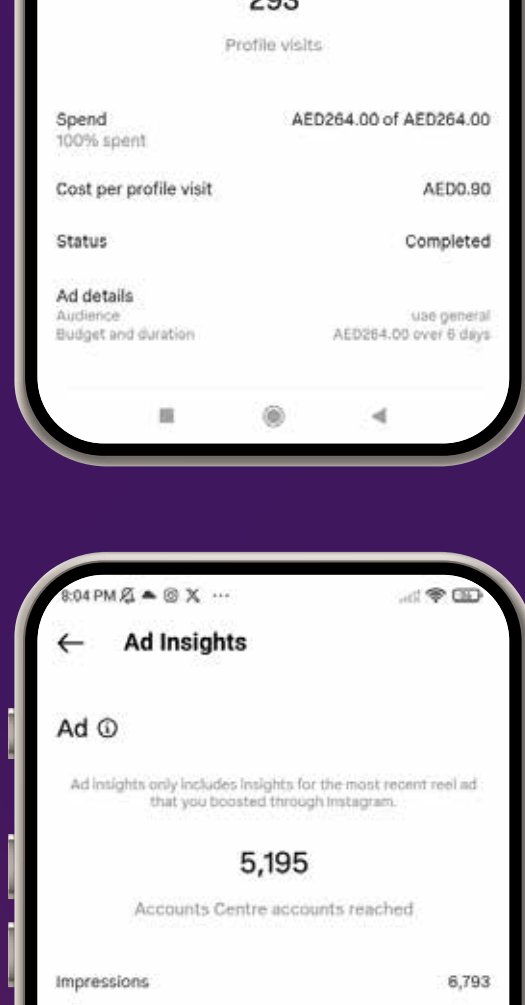 293
Profile visits
Spend AED264.00 of AED264.00
100% spent
Cost per profile visit AED0.90
Status Completed
Ad details
Audience use general
Budget and duration AED264.00 over 6 days
8:04 PM
Ad Insights
Ad
Ad insights only includes insights for the most recent reel ad
that you boosted through Instagram.
5,195
Accounts Centre accounts reached
Impressions 6,793